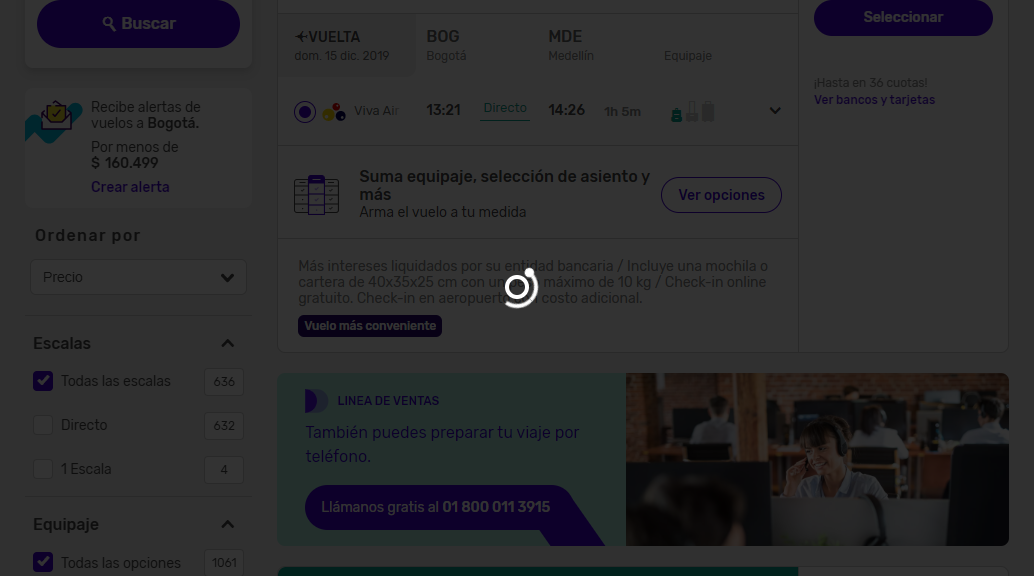 Buscar
Recibe alertas de
vuelos a Bogotá.
Por menos de
$ 160.499
Crear alerta
Ordenar por
Precio
Escalas
Todas las escalas 636
Directo 632
1 Escala 4
Equipaje
Todas las opciones 1061
VUELTA BOG MDE
dom. 15 dic. 2019 Bogotá Medellín Equipaje
Viva Air 13:21 Directo 14:26 1h 5m
Suma equipaje, selección de asiento y
más
Arma el vuelo a tu medida
Ver opciones
Más intereses liquidados por su entidad bancaria / Incluye una mochila o
cartera de 40x35x25 cm con un máximo de 10 kg / Check-in online
gratuito. Check-in en aeropuerto costo adicional.
Vuelo más conveniente
Seleccionar
¡Hasta en 36 cuotas!
Ver bancos y tarjetas
LINEA DE VENTAS
También puedes preparar tu viaje por
teléfono.
Llámanos gratis al 01 800 011 3915